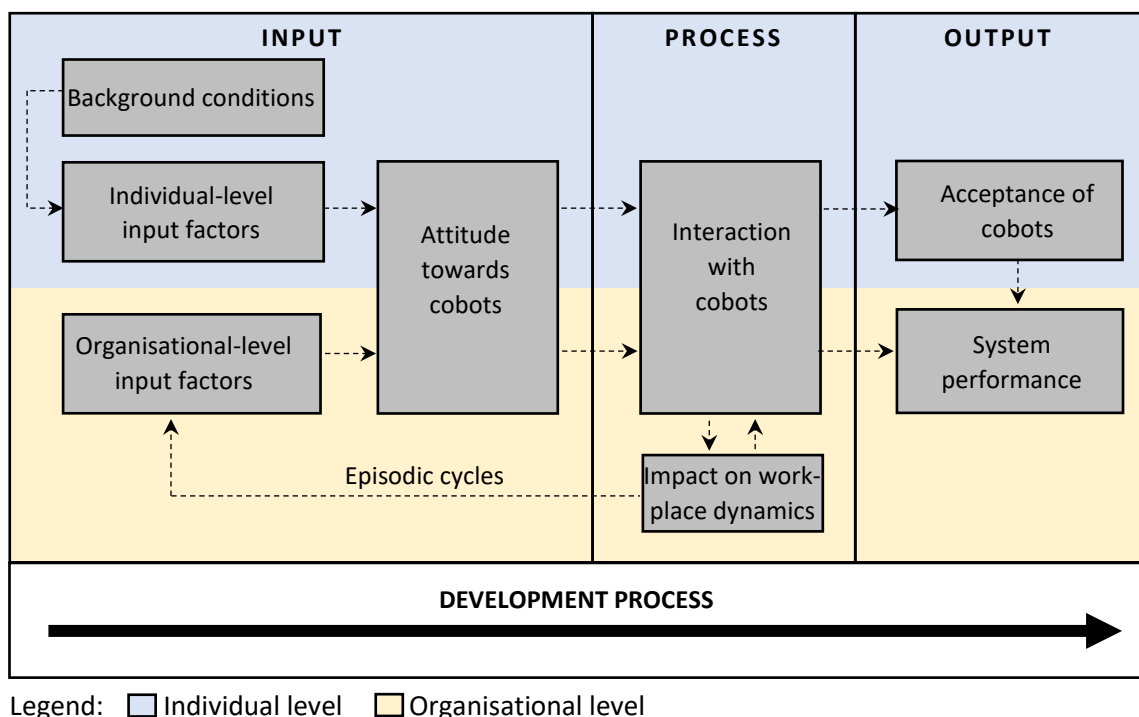 INPUT
PROCESS
OUTPUT
Background conditions
Individual-level
input factors
Attitude
towards
cobots
Interaction
with
cobots
Acceptance of
cobots
Organisational-level
input factors
System
performance
Episodic cycles
Impact on work-
place dynamics
DEVELOPMENT PROCESS
Legend: Individual level Organisational level